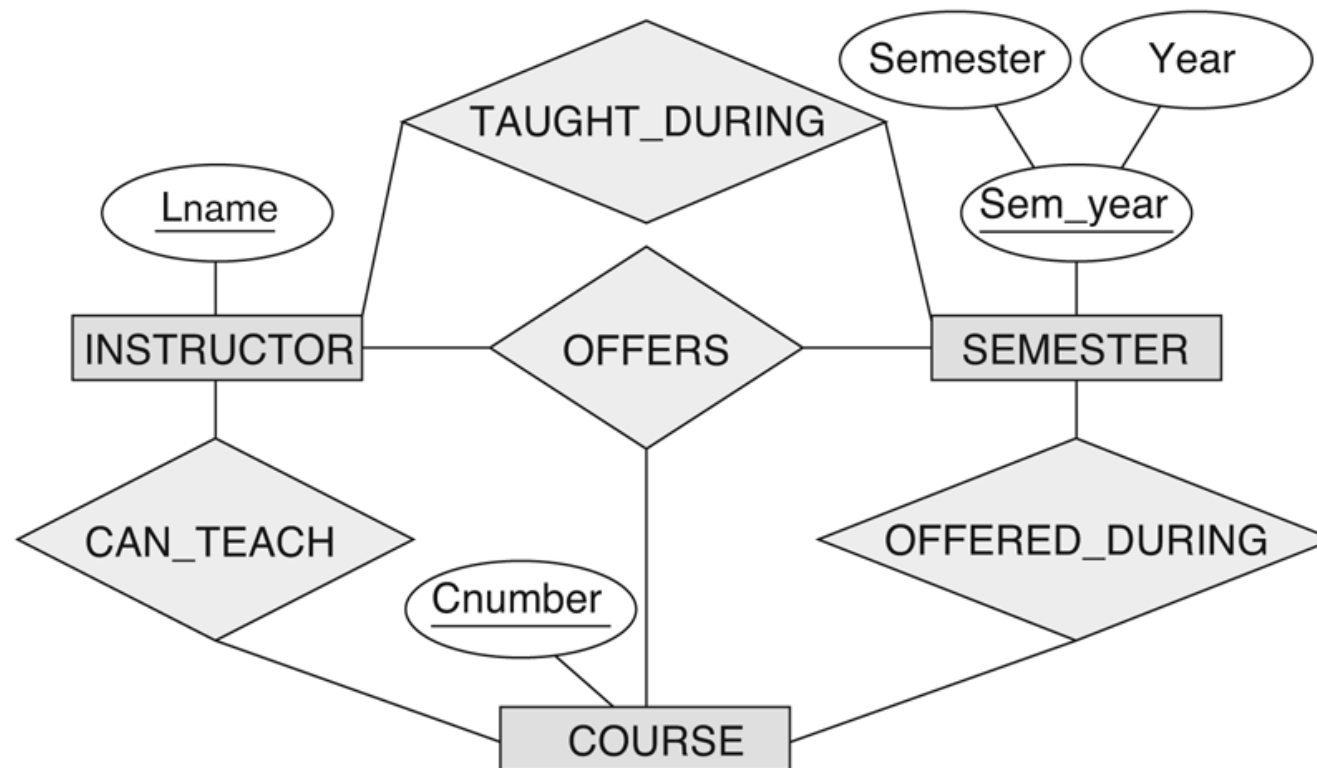 Semester
Year
TAUGHT_DURING
Lname
Sem_year
INSTRUCTOR
OFFERS
SEMESTER
CAN_TEACH
OFFERED_DURING
Cnumber
COURSE